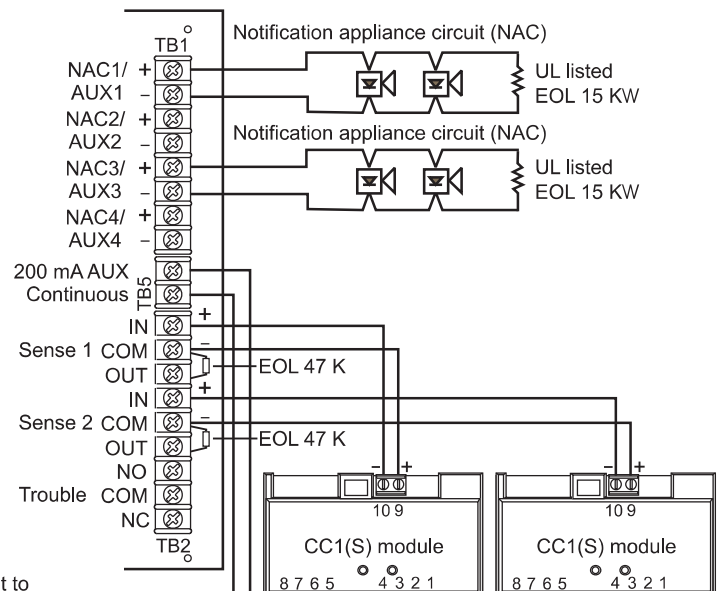 TB1
Notification appliance circuit (NAC)
NAC1/ +
AUX1 –
UL listed
EOL 15 KW
NAC2/ +
AUX2 –
Notification appliance circuit (NAC)
NAC3/ +
AUX3 –
UL listed
EOL 15 KW
NAC4/ +
AUX4 –
200 mA AUX
Continuous
TB5
IN +
Sense 1 COM –
OUT
EOL 47 K
IN +
Sense 2 COM –
OUT
EOL 47 K
NO
Trouble COM
NC
TB2
– +
10 9
CC1(S) module
8 7 6 5 4 3 2 1
– +
10 9
CC1(S) module
8 7 6 5 4 3 2 1
t to